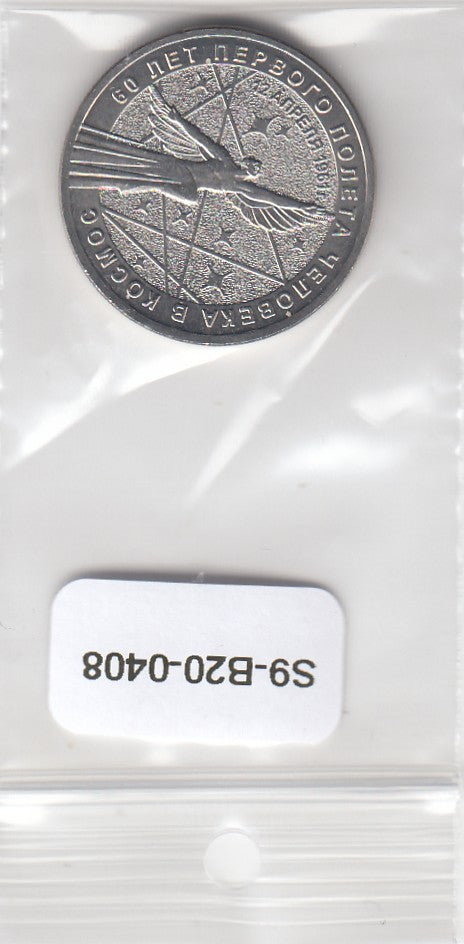 60 ЛЕТ ПЕРВОГО ПОЛЕТА ЧЕЛОВЕКА В КОСМОС
12 АПРЕЛЯ 1961 Г.
S9-B20-0408